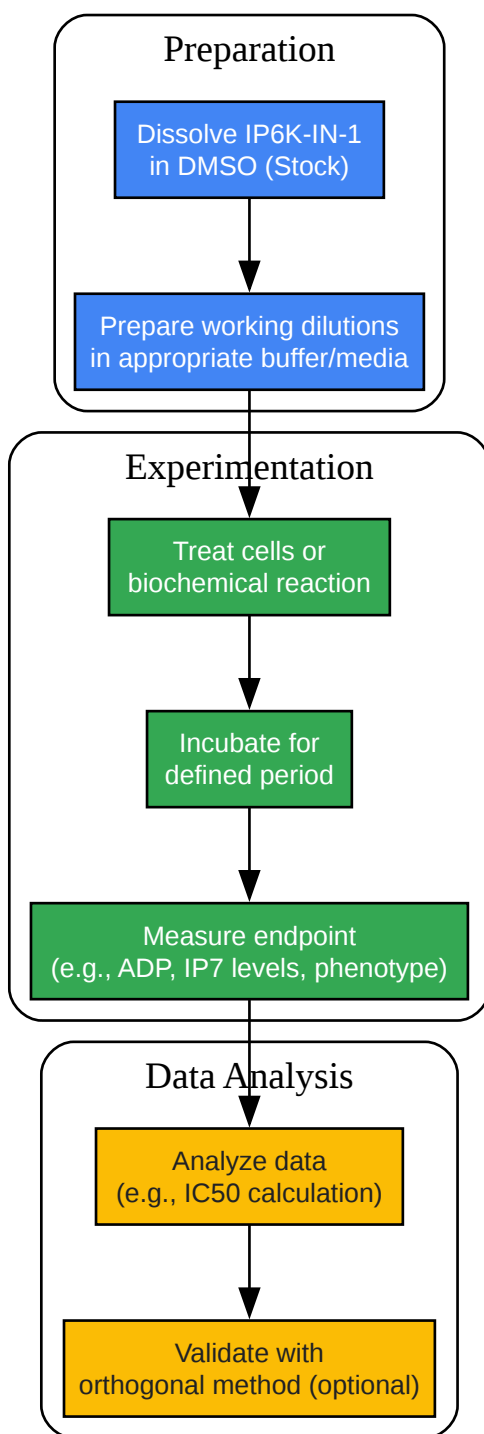 Preparation
Dissolve IP6K-IN-1
in DMSO (Stock)
Prepare working dilutions
in appropriate buffer/media
Experimentation
Treat cells or
biochemical reaction
Incubate for
defined period
Measure endpoint
(e.g., ADP, IP7 levels, phenotype)
Data Analysis
Analyze data
(e.g., IC50 calculation)
Validate with
orthogonal method (optional)